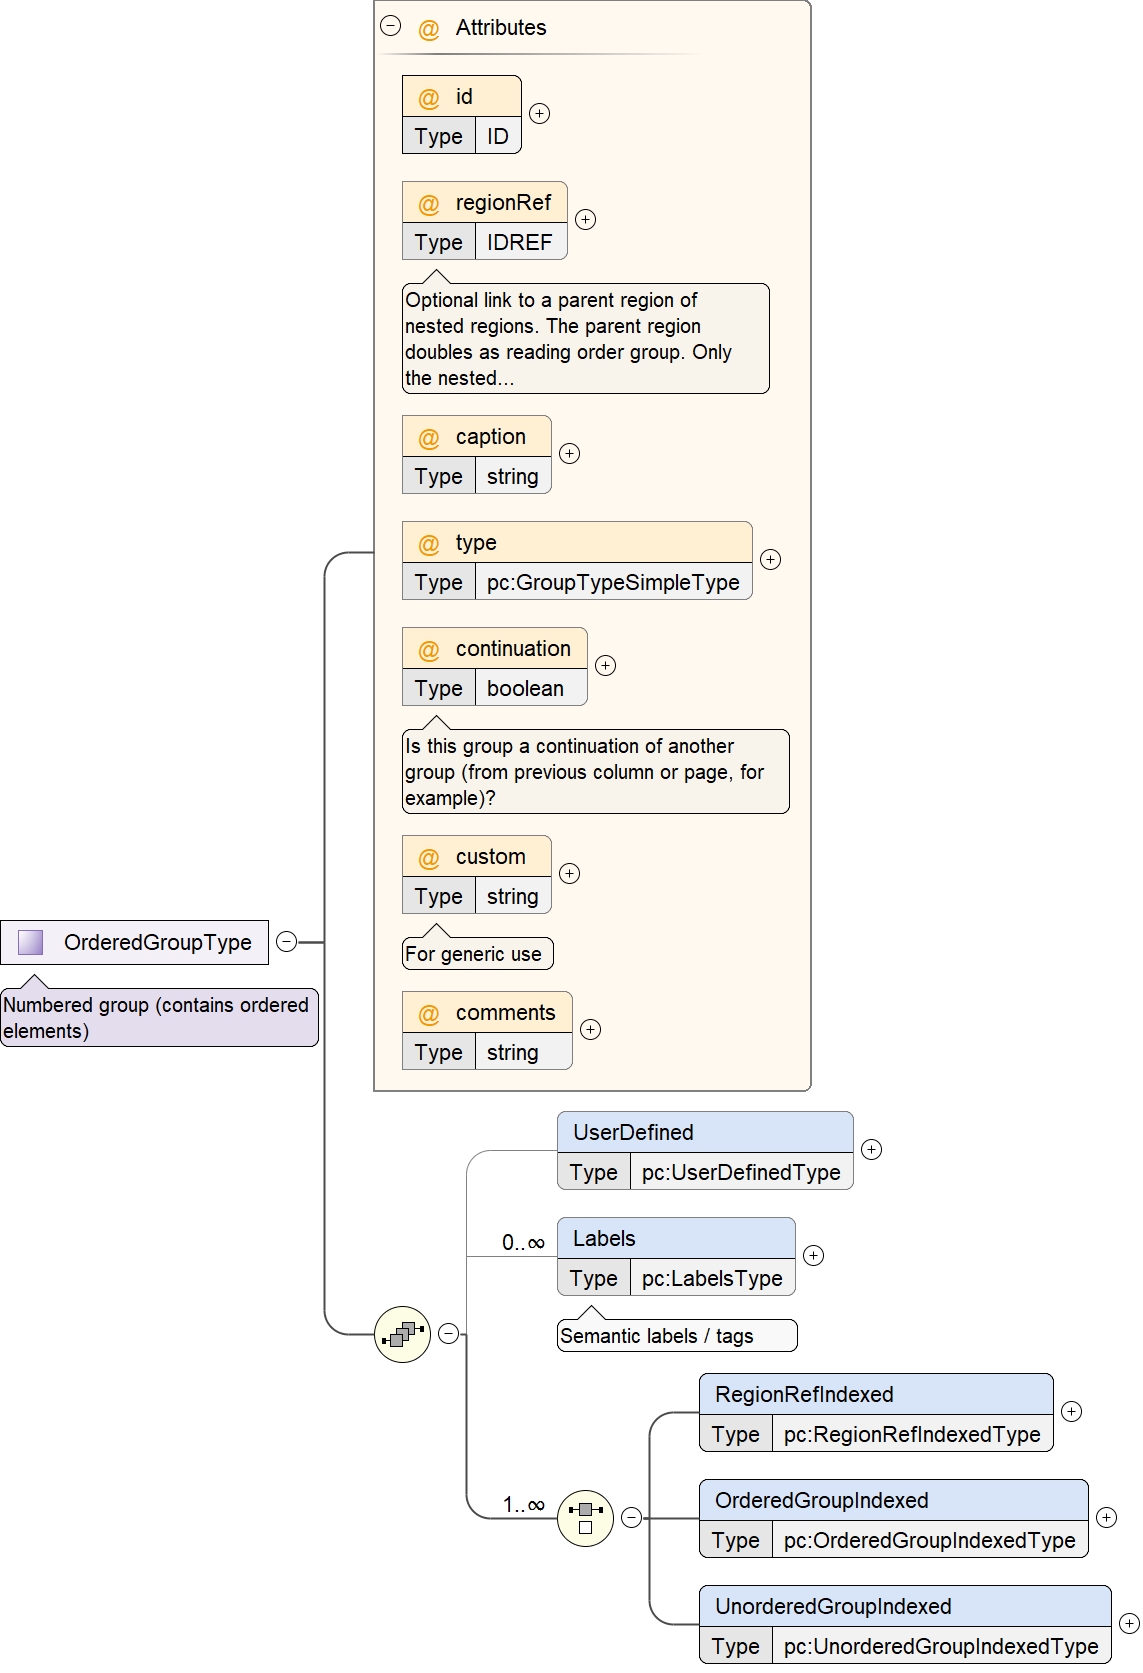 @ Attributes
@ id
Type ID
@ regionRef
Type IDREF
Optional link to a parent region of
nested regions. The parent region
doubles as reading order group. Only
the nested...
@ caption
Type string
@ type
Type pc:GroupTypeSimpleType
@ continuation
Type boolean
Is this group a continuation of another
group (from previous column or page, for
example)?
@ custom
Type string
For generic use
@ comments
Type string
OrderedGroupType
Numbered group (contains ordered
elements)
UserDefined
Type pc:UserDefinedType
0..∞
Labels
Type pc:LabelsType
Semantic labels / tags
1..∞
RegionRefIndexed
Type pc:RegionRefIndexedType
OrderedGroupIndexed
Type pc:OrderedGroupIndexedType
UnorderedGroupIndexed
Type pc:UnorderedGroupIndexedType